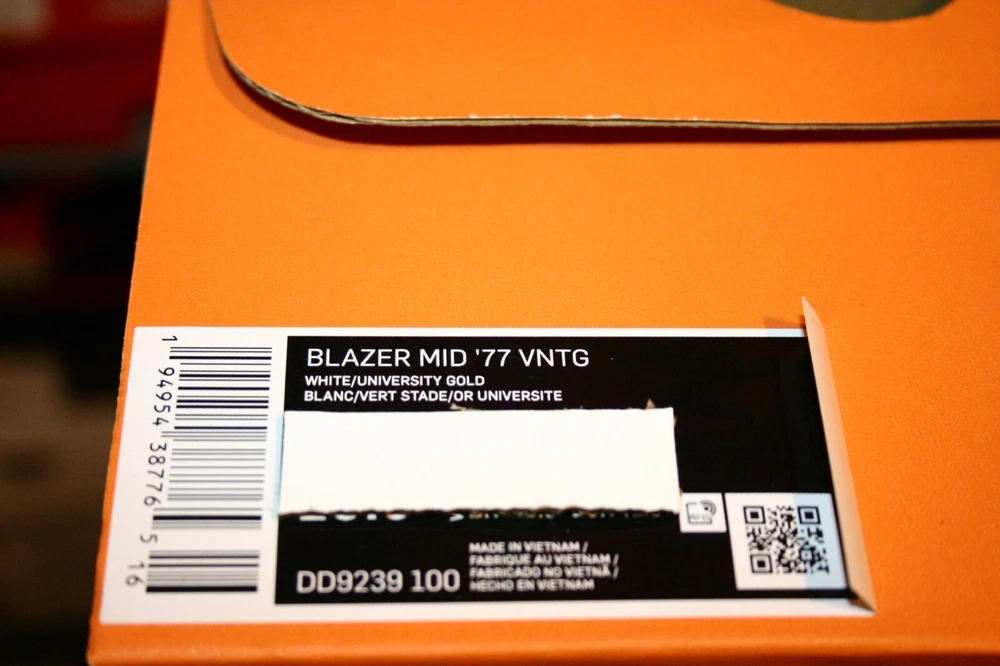 BLAZER MID '77 VNTG
WHITE/UNIVERSITY GOLD
BLANC/VERT STADE/OR UNIVERSITE
RFID
MADE IN VIETNAM /
FABRIQUE AU VIETNAM /
FABRICADO NO VIETNÃ /
HECHO EN VIETNAM
DD9239 100
1 94954 38776 5 16